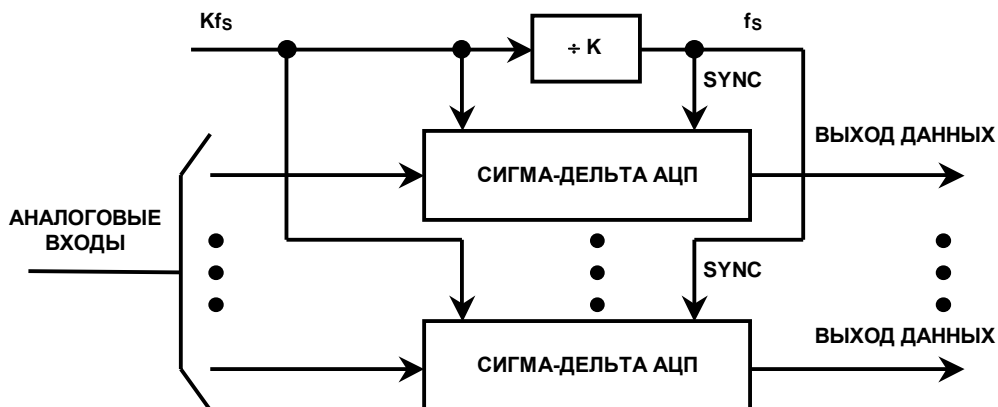 KfS
fS
÷ K
SYNC
ВЫХОД ДАННЫХ
СИГМА-ДЕЛЬТА АЦП
АНАЛОГОВЫЕ
ВХОДЫ
SYNC
ВЫХОД ДАННЫХ
СИГМА-ДЕЛЬТА АЦП